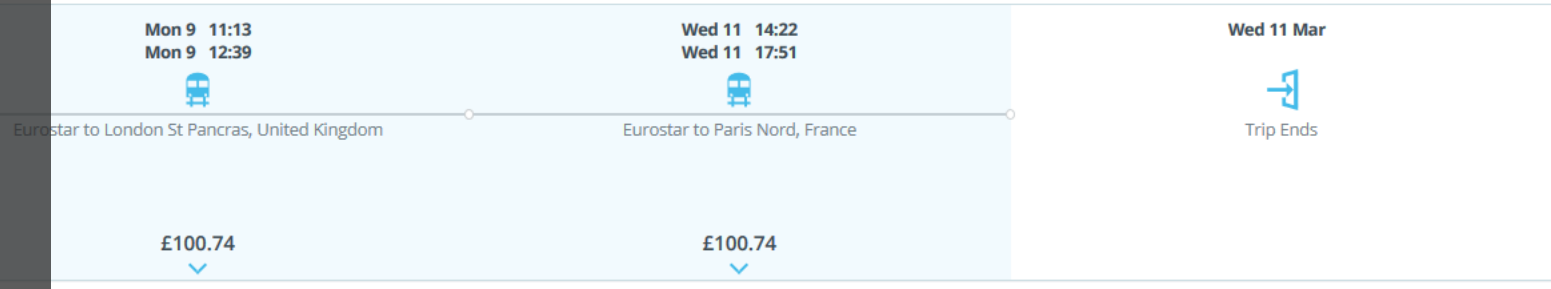 Mon 9 11:13
Mon 9 12:39
Eurostar to London St Pancras, United Kingdom
£100.74
Wed 11 14:22
Wed 11 17:51
Eurostar to Paris Nord, France
£100.74
Wed 11 Mar
Trip Ends